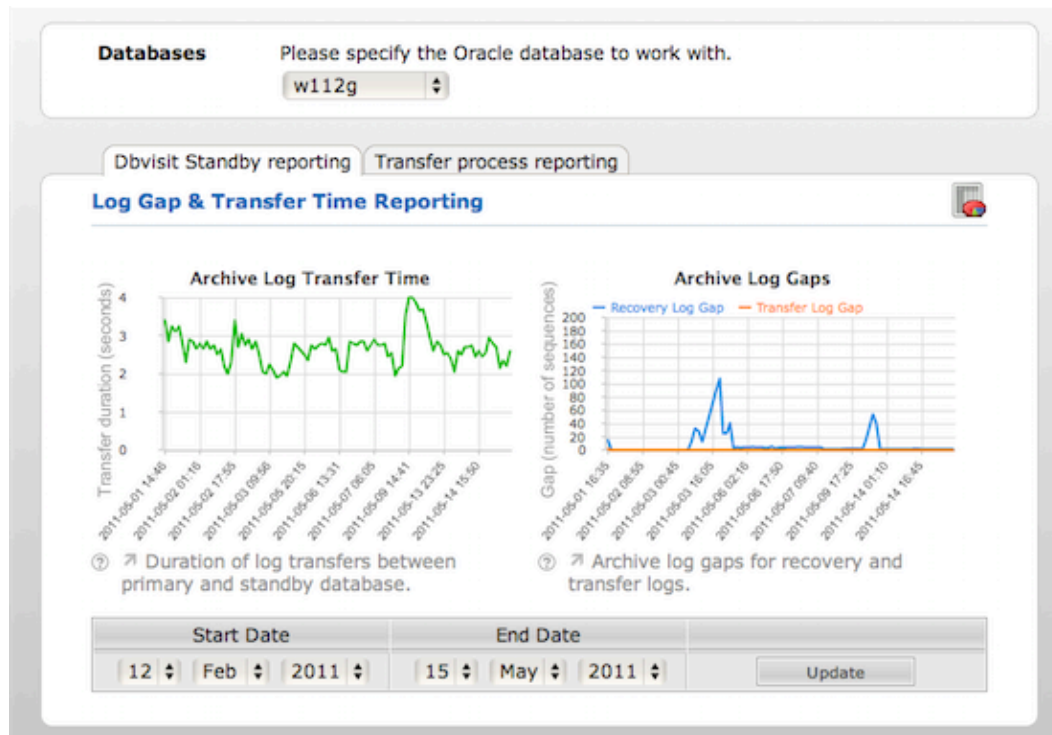 Databases
Please specify the Oracle database to work with.
w112g
Dbvisit Standby reporting
Transfer process reporting
Log Gap & Transfer Time Reporting
Archive Log Transfer Time
Transfer duration (seconds)
4
3
2
1
0
2011-05-01 14:46
2011-05-02 01:16
2011-05-02 17:55
2011-05-03 09:56
2011-05-05 20:15
2011-05-06 13:31
2011-05-07 06:05
2011-05-09 14:41
2011-05-13 23:25
2011-05-14 15:50
Duration of log transfers between
primary and standby database.
Archive Log Gaps
Recovery Log Gap
Transfer Log Gap
Gap (number of sequences)
200
180
160
140
120
100
80
60
40
20
0
2011-05-01 16:35
2011-05-02 08:55
2011-05-03 00:45
2011-05-03 16:05
2011-05-06 02:16
2011-05-06 17:50
2011-05-07 09:40
2011-05-09 17:25
2011-05-14 01:10
2011-05-14 16:45
Archive log gaps for recovery and
transfer logs.
Start Date
End Date
12 Feb 2011
15 May 2011
Update